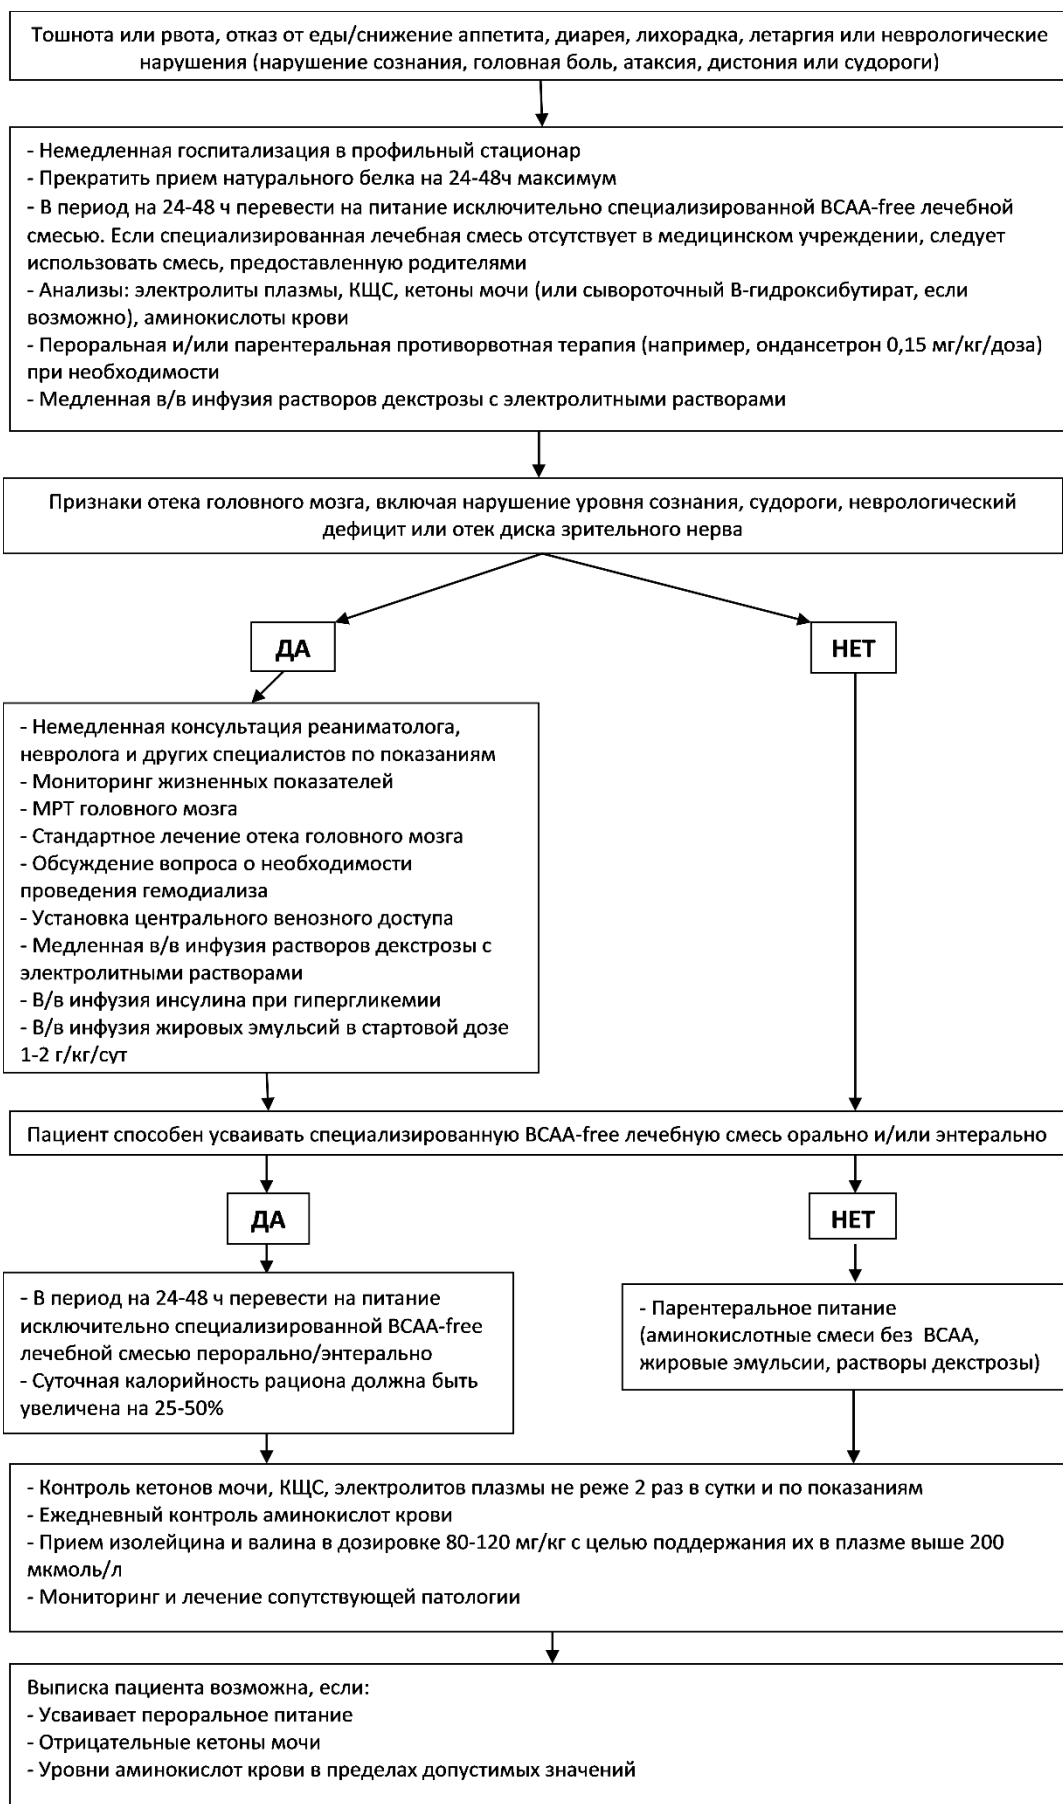 Тошнота или рвота, отказ от еды/снижение аппетита, диарея, лихорадка, летаргия или неврологические
нарушения (нарушение сознания, головная боль, атаксия, дистония или судороги)
- Немедленная госпитализация в профильный стационар
- Прекратить прием натурального белка на 24-48ч максимум
- В период на 24-48 ч перевести на питание исключительно специализированной BCAA-free лечебной
смесью. Если специализированная лечебная смесь отсутствует в медицинском учреждении, следует
использовать смесь, предоставленную родителями
- Анализы: электролиты плазмы, КЩС, кетоны мочи (или сывороточный В-гидроксибутират, если
возможно), аминокислоты крови
- Пероральная и/или парентеральная противорвотная терапия (например, ондансетрон 0,15 мг/кг/доза)
при необходимости
- Медленная в/в инфузия растворов декстрозы с электролитными растворами
Признаки отека головного мозга, включая нарушение уровня сознания, судороги, неврологический
дефицит или отек диска зрительного нерва
ДА
НЕТ
- Немедленная консультация реаниматолога,
невролога и других специалистов по показаниям
- Мониторинг жизненных показателей
- МРТ головного мозга
- Стандартное лечение отека головного мозга
- Обсуждение вопроса о необходимости
проведения гемодиализа
- Установка центрального венозного доступа
- Медленная в/в инфузия растворов декстрозы с
электролитными растворами
- В/в инфузия инсулина при гипергликемии
- В/в инфузия жировых эмульсий в стартовой дозе
1-2 г/кг/сут
Пациент способен усваивать специализированную BCAA-free лечебную смесь орально и/или энтерально
ДА
НЕТ
- В период на 24-48 ч перевести на питание
исключительно специализированной BCAA-free
лечебной смесью перорально/энтерально
- Суточная калорийность рациона должна быть
увеличена на 25-50%
- Парентеральное питание
(аминокислотные смеси без BCAA,
жировые эмульсии, растворы декстрозы)
- Контроль кетонов мочи, КЩС, электролитов плазмы не реже 2 раз в сутки и по показаниям
- Ежедневный контроль аминокислот крови
- Прием изолейцина и валина в дозировке 80-120 мг/кг с целью поддержания их в плазме выше 200
мкмоль/л
- Мониторинг и лечение сопутствующей патологии
Выписка пациента возможна, если:
- Усваивает пероральное питание
- Отрицательные кетоны мочи
- Уровни аминокислот крови в пределах допустимых значений